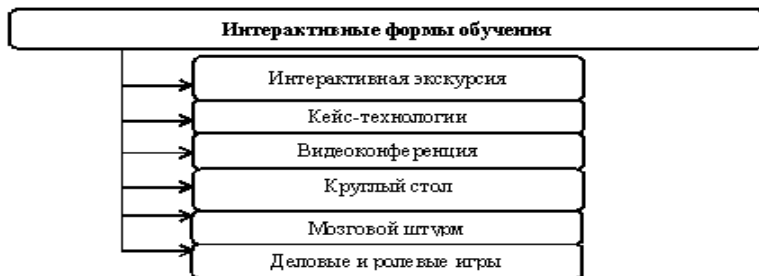 Интерактивные формы обучения
Интерактивная экскурсия
Кейс-технологии
Видеоконференция
Круглый стол
Мозговой штурм
Деловые и ролевые игры